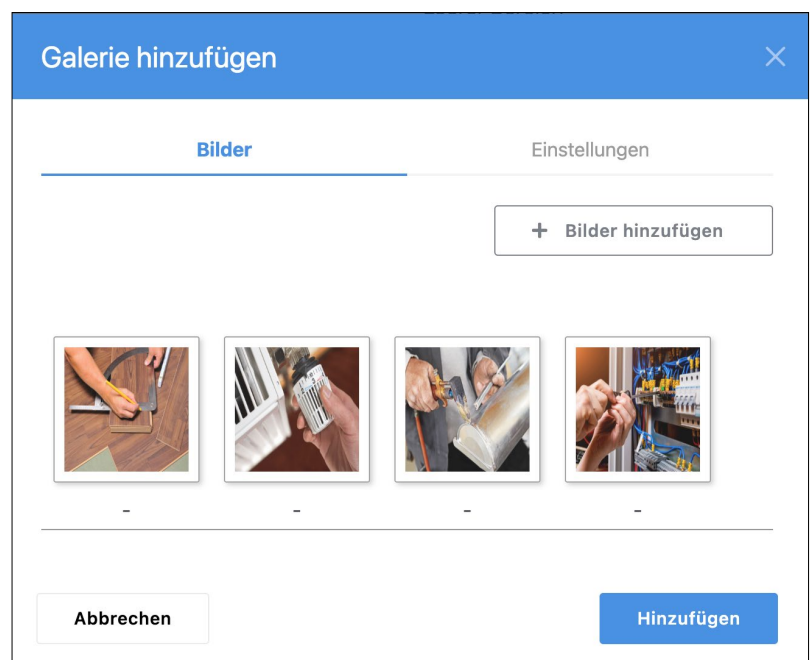 Galerie hinzufügen
Bilder
Einstellungen
+ Bilder hinzufügen
- - - -
Abbrechen
Hinzufügen